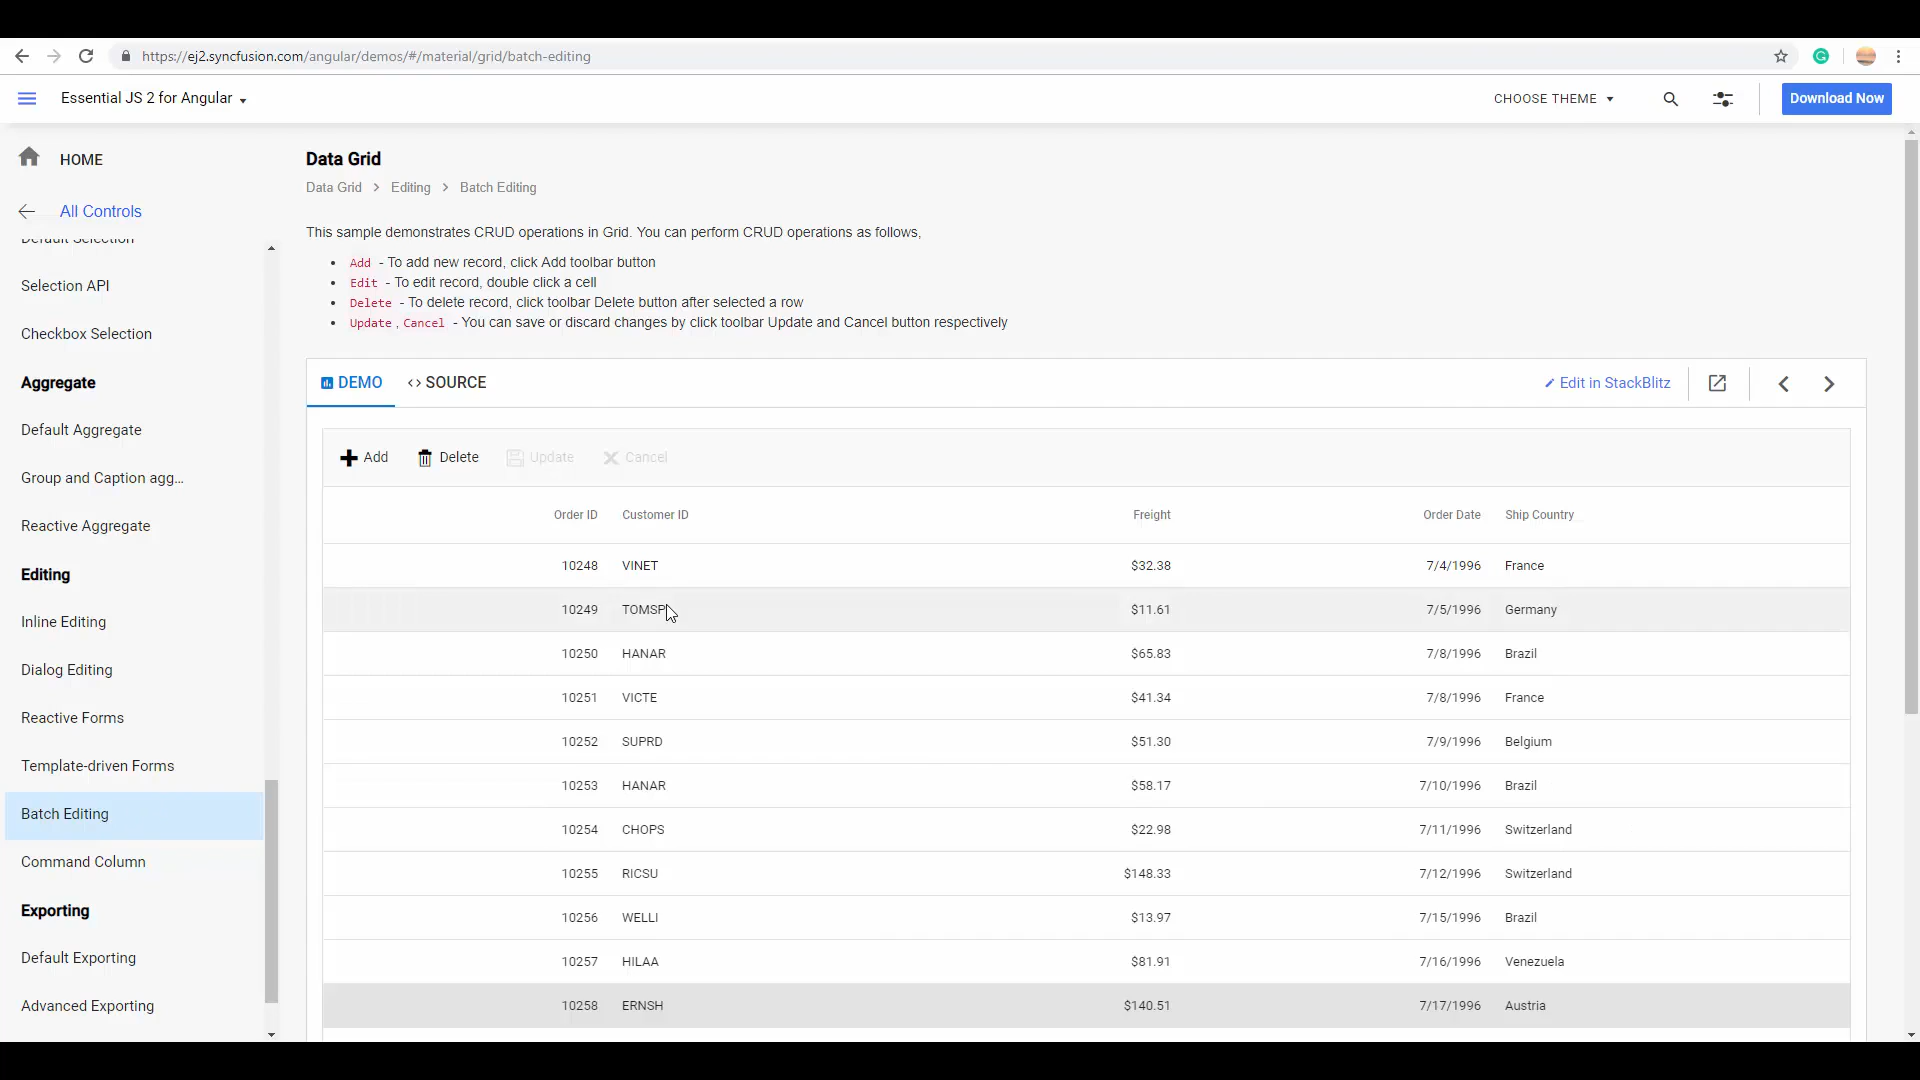 https://ej2.syncfusion.com/angular/demos/#/material/grid/batch-editing
Essential JS 2 for Angular
CHOOSE THEME
Download Now
HOME
All Controls
Default Selection
Selection API
Checkbox Selection
Aggregate
Default Aggregate
Group and Caption agg...
Reactive Aggregate
Editing
Inline Editing
Dialog Editing
Reactive Forms
Template-driven Forms
Batch Editing
Command Column
Exporting
Default Exporting
Advanced Exporting
Data Grid
Data Grid > Editing > Batch Editing
This sample demonstrates CRUD operations in Grid. You can perform CRUD operations as follows,
• Add - To add new record, click Add toolbar button
• Edit - To edit record, double click a cell
• Delete - To delete record, click toolbar Delete button after selected a row
• Update , Cancel - You can save or discard changes by click toolbar Update and Cancel button respectively
DEMO <> SOURCE Edit in StackBlitz
Add Delete Update Cancel
Order ID Customer ID Freight Order Date Ship Country
10248 VINET $32.38 7/4/1996 France
10249 TOMSP $11.61 7/5/1996 Germany
10250 HANAR $65.83 7/8/1996 Brazil
10251 VICTE $41.34 7/8/1996 France
10252 SUPRD $51.30 7/9/1996 Belgium
10253 HANAR $58.17 7/10/1996 Brazil
10254 CHOPS $22.98 7/11/1996 Switzerland
10255 RICSU $148.33 7/12/1996 Switzerland
10256 WELLI $13.97 7/15/1996 Brazil
10257 HILAA $81.91 7/16/1996 Venezuela
10258 ERNSH $140.51 7/17/1996 Austria